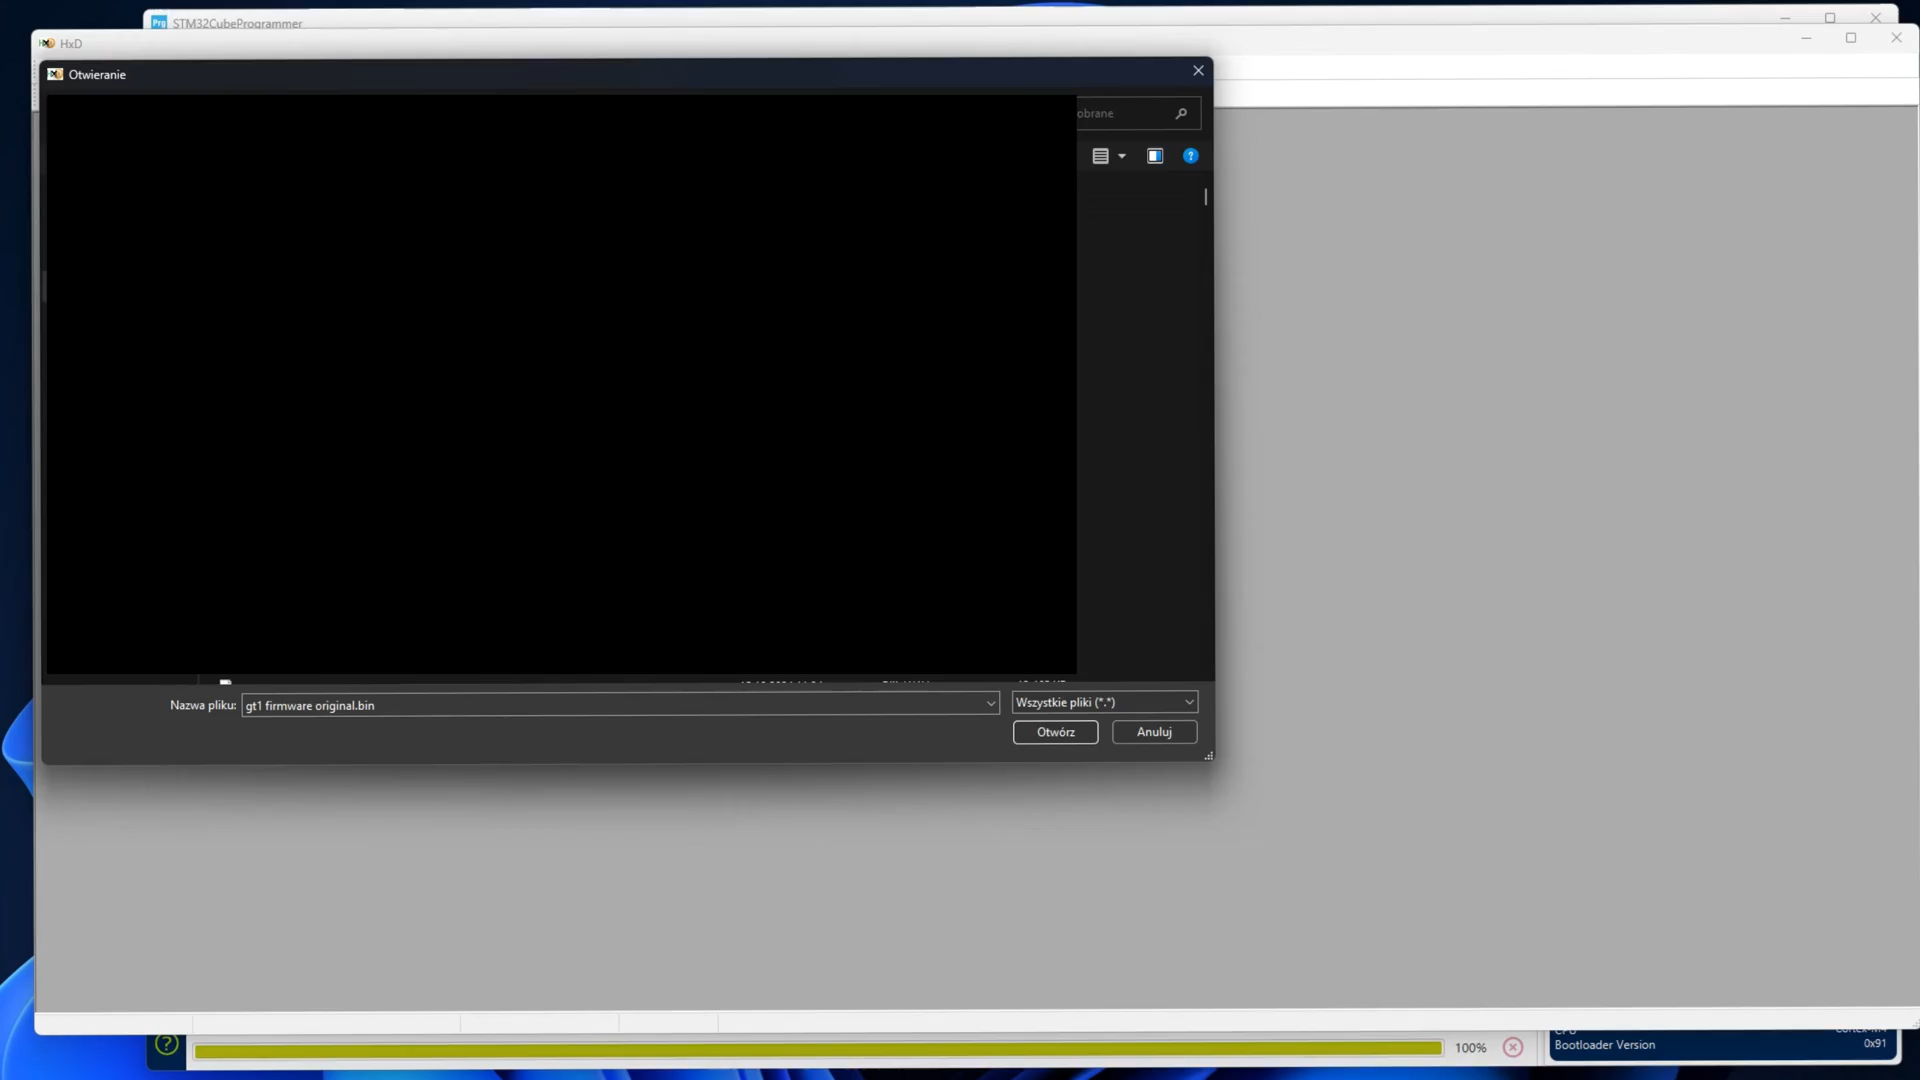 STM32CubeProgrammer
HxD
Otwieranie
obrane
Nazwa pliku: gt1 firmware original.bin
Wszystkie pliki (*.*)
Otwórz
Anuluj
100%
Bootloader Version
0x91